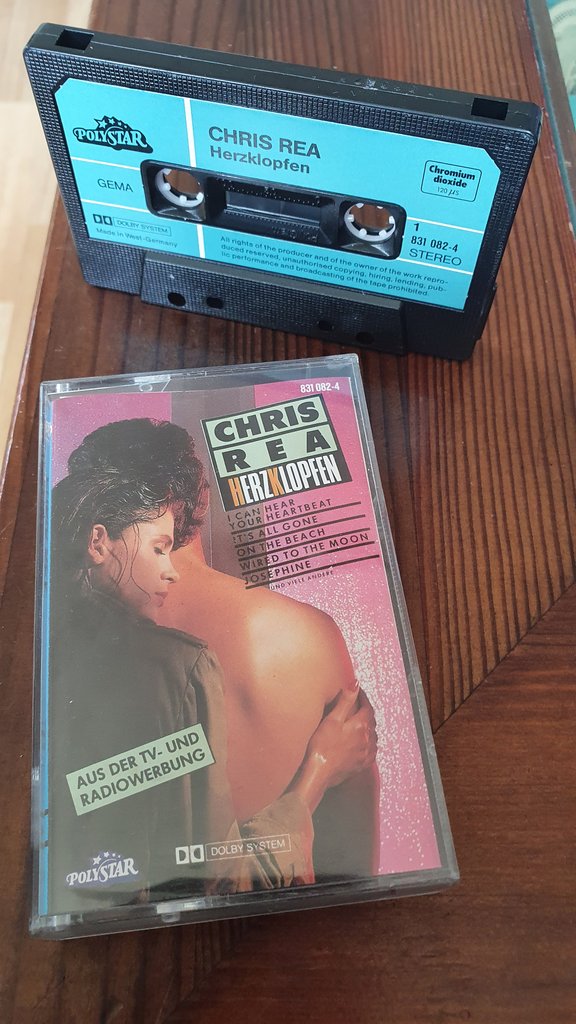 POLYSTAR
CHRIS REA
Herzklopfen
Chromium
dioxide
120 µS
GEMA
DOLBY SYSTEM
Made in West-Germany
1
831 082-4
STEREO
All rights of the producer and of the owner of the work repro-
duced reserved, unauthorised copying, hiring, lending, pub-
lic performance and broadcasting of the tape prohibited.
831 082-4
CHRIS
REA
HERZKLOPFEN
I CAN HEAR
YOUR HEARTBEAT
IT'S ALL GONE
ON THE BEACH
WIRED TO THE MOON
JOSEPHINE
UND VIELE ANDERE
AUS DER TV- UND
RADIOWERBUNG
DOLBY SYSTEM
POLYSTAR